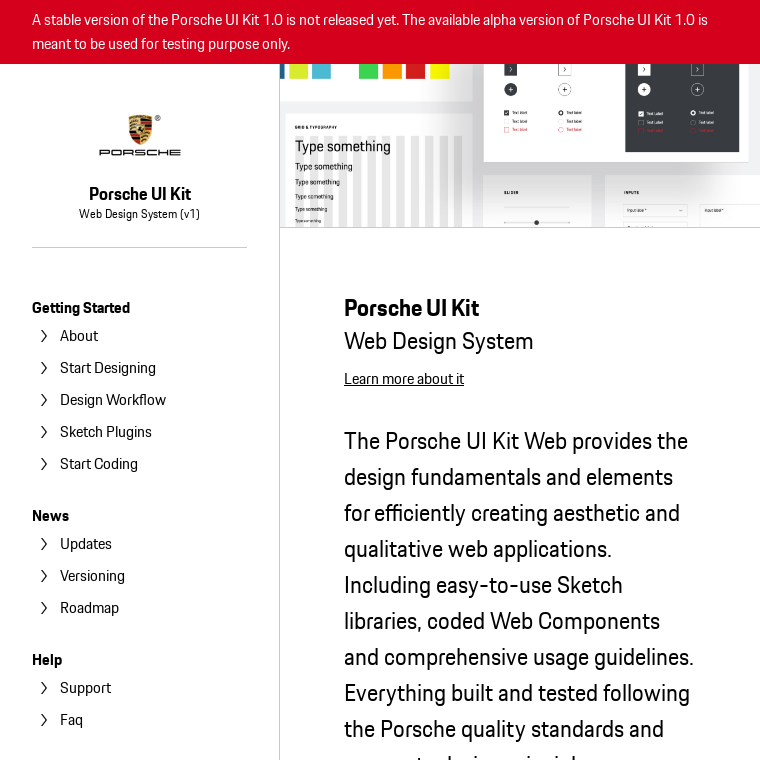 A stable version of the Porsche UI Kit 1.0 is not released yet. The available alpha version of Porsche UI Kit 1.0 is
meant to be used for testing purpose only.
PORSCHE®
Porsche UI Kit
Web Design System (v1)
Getting Started
About
Start Designing
Design Workflow
Sketch Plugins
Start Coding
News
Updates
Versioning
Roadmap
Help
Support
Faq
GRID & TYPOGRAPHY
Type something
Type something
Type something
Type something
Type something
Type something
Text label
Text label
Text label
Text label
Text label
Text label
Text label
Text label
Text label
Text label
Text label
Text label
SLIDER
INPUTS
Input label *
Input label *
Porsche UI Kit
Web Design System
Learn more about it
The Porsche UI Kit Web provides the
design fundamentals and elements
for efficiently creating aesthetic and
qualitative web applications.
Including easy-to-use Sketch
libraries, coded Web Components
and comprehensive usage guidelines.
Everything built and tested following
the Porsche quality standards and